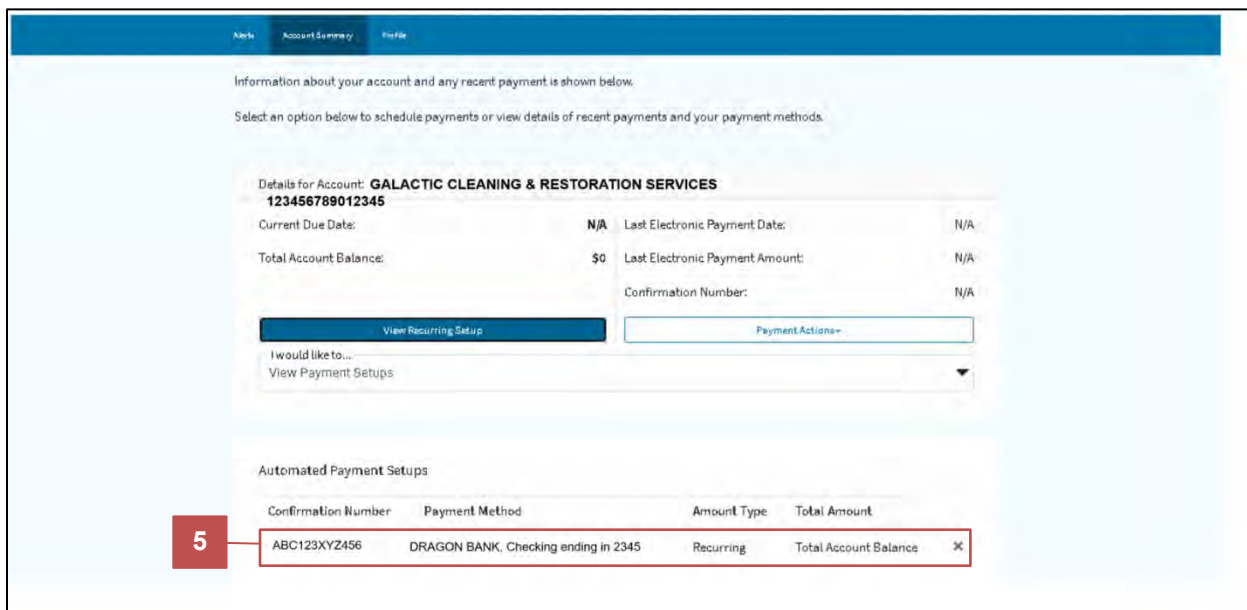 Alerts Account Summary Profile
Information about your account and any recent payment is shown below.
Select an option below to schedule payments or view details of recent payments and your payment methods.
Details for Account: GALACTIC CLEANING & RESTORATION SERVICES
123456789012345
Current Due Date: N/A Last Electronic Payment Date: N/A
Total Account Balance: $0 Last Electronic Payment Amount: N/A
Confirmation Number: N/A
View Recurring Setup Payment Actions
I would like to...
View Payment Setups
Automated Payment Setups
Confirmation Number Payment Method Amount Type Total Amount
5 ABC123XYZ456 DRAGON BANK, Checking ending in 2345 Recurring Total Account Balance ×